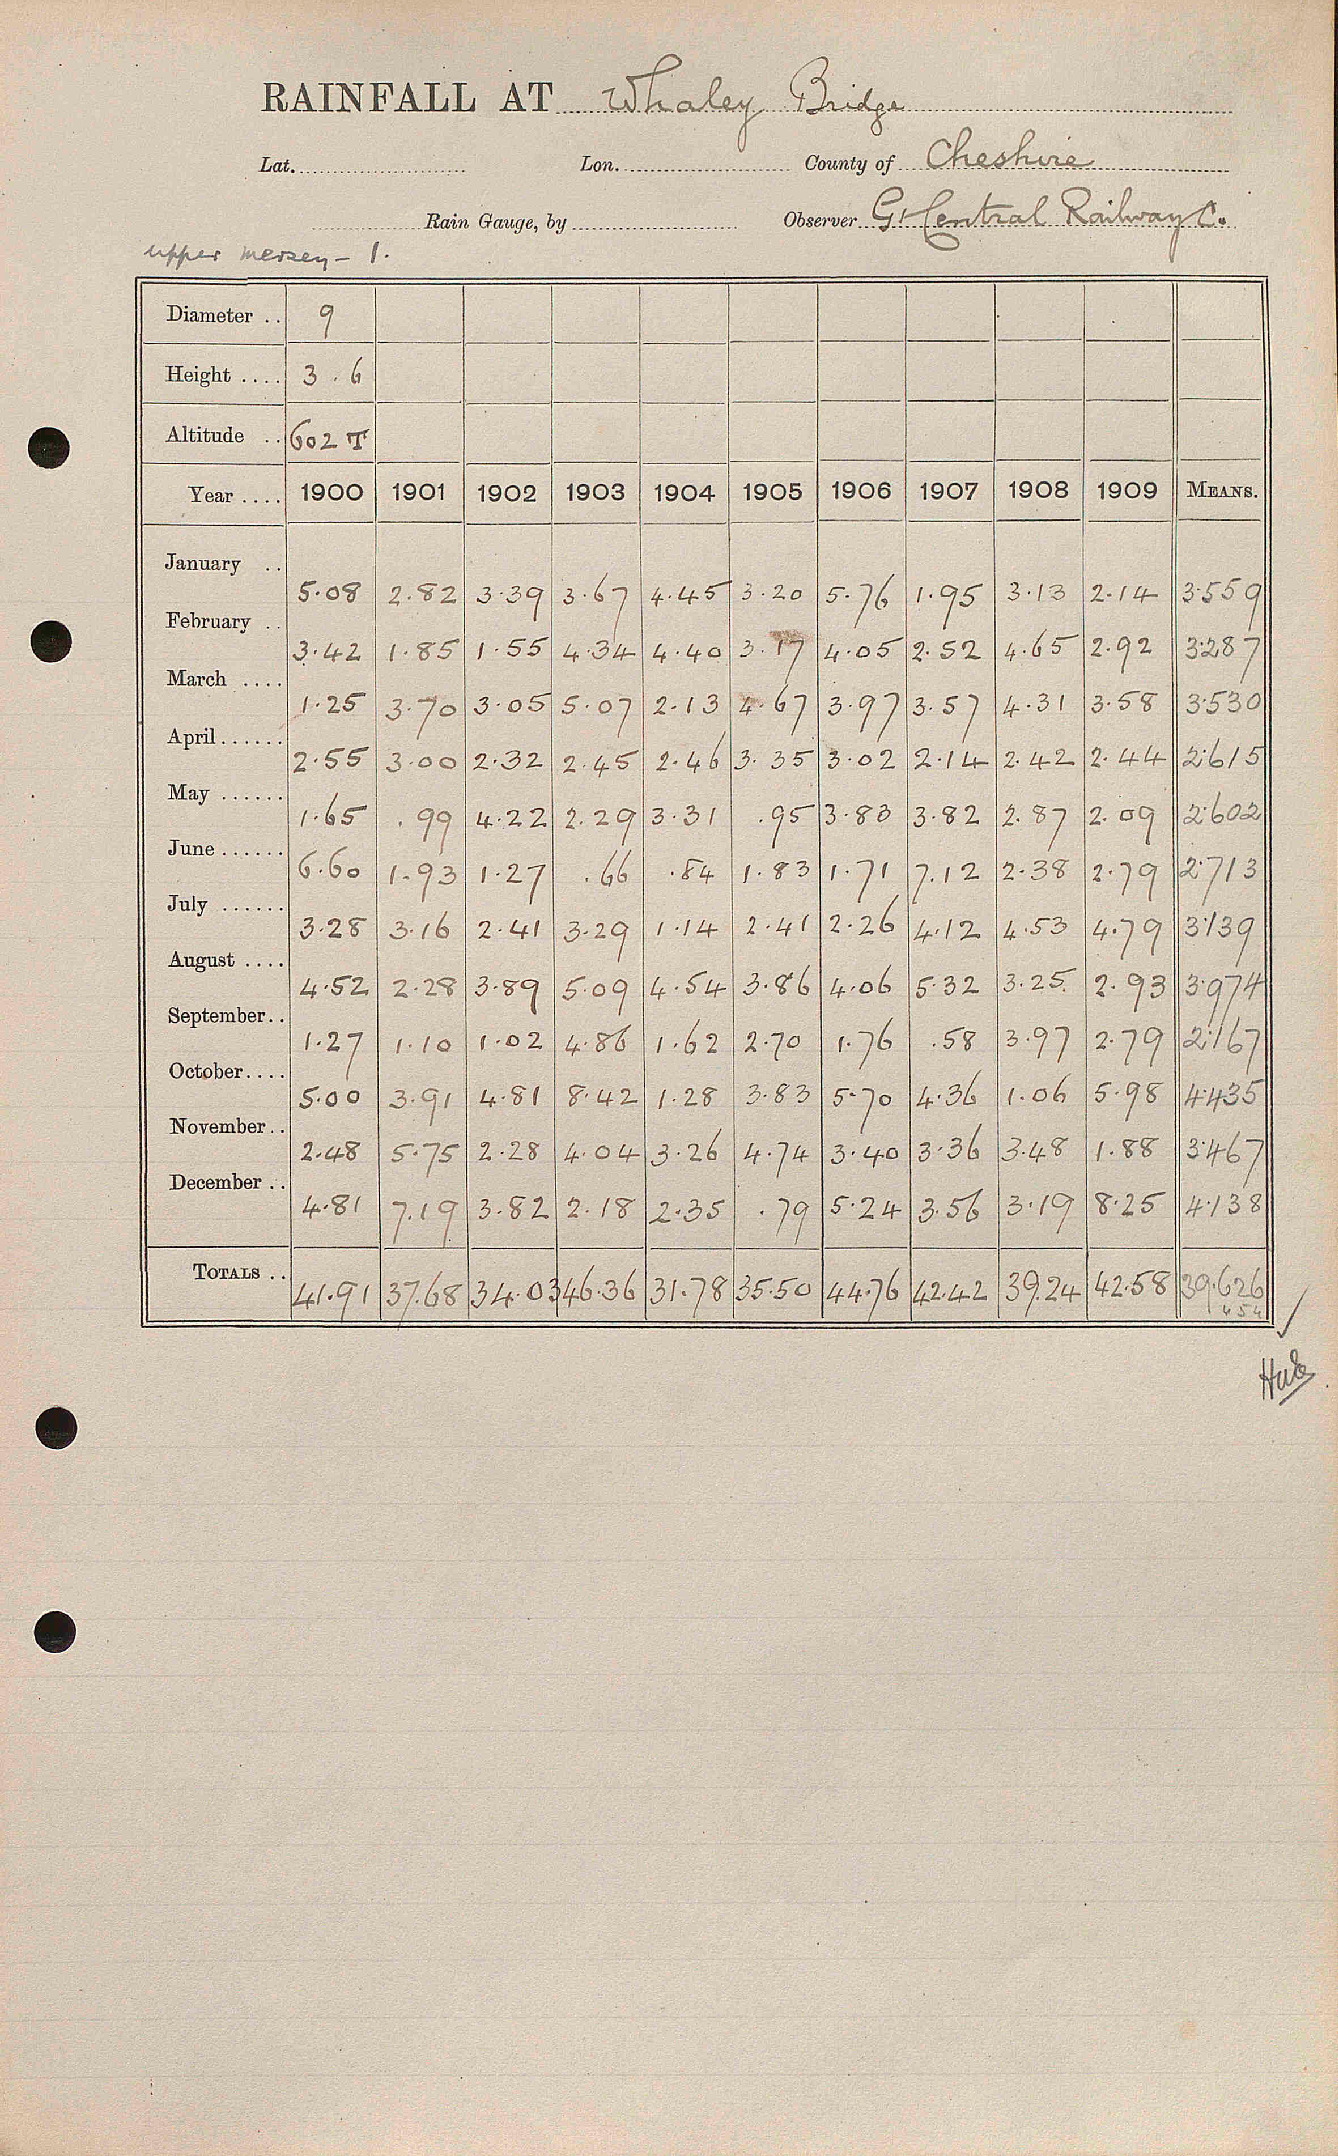 RAINFALL AT Whaley Bridge
Lat. Lon. County of Cheshire
Rain Gauge, by Observer Gt Central Railway Co.
upper mersey - 1.
Diameter .. 9
Height .... 3.6
Altitude .. 602 T
Year .... 1900 1901 1902 1903 1904 1905 1906 1907 1908 1909 MEANS.
January .. 5.08 2.82 3.39 3.67 4.45 3.20 5.76 1.95 3.13 2.14 3.559
February .. 3.42 1.85 1.55 4.34 4.40 3.17 4.05 2.52 4.65 2.92 3.287
March .... 1.25 3.70 3.05 5.07 2.13 4.67 3.97 3.57 4.31 3.58 3.530
April ...... 2.55 3.00 2.32 2.45 2.46 3.35 3.02 2.14 2.42 2.44 2.615
May ...... 1.65 .99 4.22 2.29 3.31 .95 3.83 3.82 2.87 2.09 2.602
June ...... 6.60 1.93 1.27 .66 .84 1.83 1.71 7.12 2.38 2.79 2.713
July ...... 3.28 3.16 2.41 3.29 1.14 2.41 2.26 4.12 4.53 4.79 3.139
August .... 4.52 2.28 3.89 5.09 4.54 3.86 4.06 5.32 3.25 2.93 3.974
September .. 1.27 1.10 1.02 4.86 1.62 2.70 1.76 .58 3.97 2.79 2.167
October .... 5.00 3.91 4.81 8.42 1.28 3.83 5.70 4.36 1.06 5.98 4.435
November .. 2.48 5.75 2.28 4.04 3.26 4.74 3.40 3.36 3.48 1.88 3.467
December .. 4.81 7.19 3.82 2.18 2.35 .79 5.24 3.56 3.19 8.25 4.138
TOTALS .. 41.91 37.68 34.03 46.36 31.78 35.50 44.76 42.42 39.24 42.58 39.626
454